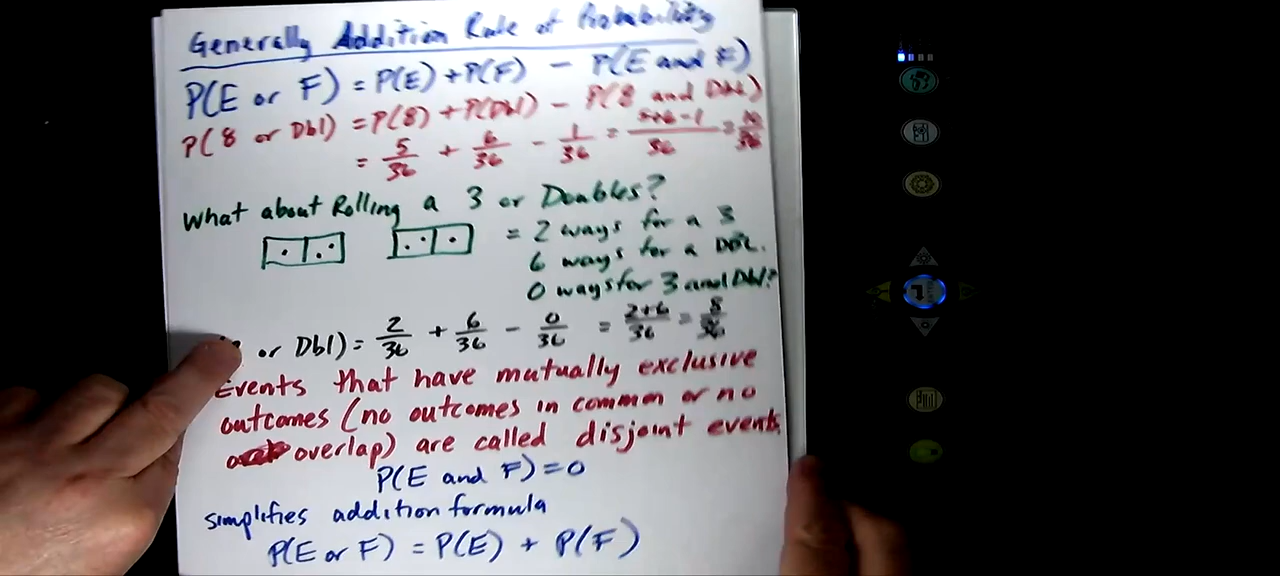 Generally Addition Rule of Probability
P(E or F) = P(E) + P(F) - P(E and F)
P(8 or Dbl) = P(8) + P(Dbl) - P(8 and Dbl)
= 5/36 + 6/36 - 1/36 = 5+6-1/36 = 10/36
What about Rolling a 3 or Doubles?
= 2 ways for a 3
6 ways for a Dbl.
0 ways for 3 and Dbl?
or Dbl) = 2/36 + 6/36 - 0/36 = 2+6/36 = 8/36
Events that have mutually exclusive
outcomes (no outcomes in common or no
overlap) are called disjoint events.
P(E and F) = 0
simplifies addition formula
P(E or F) = P(E) + P(F)